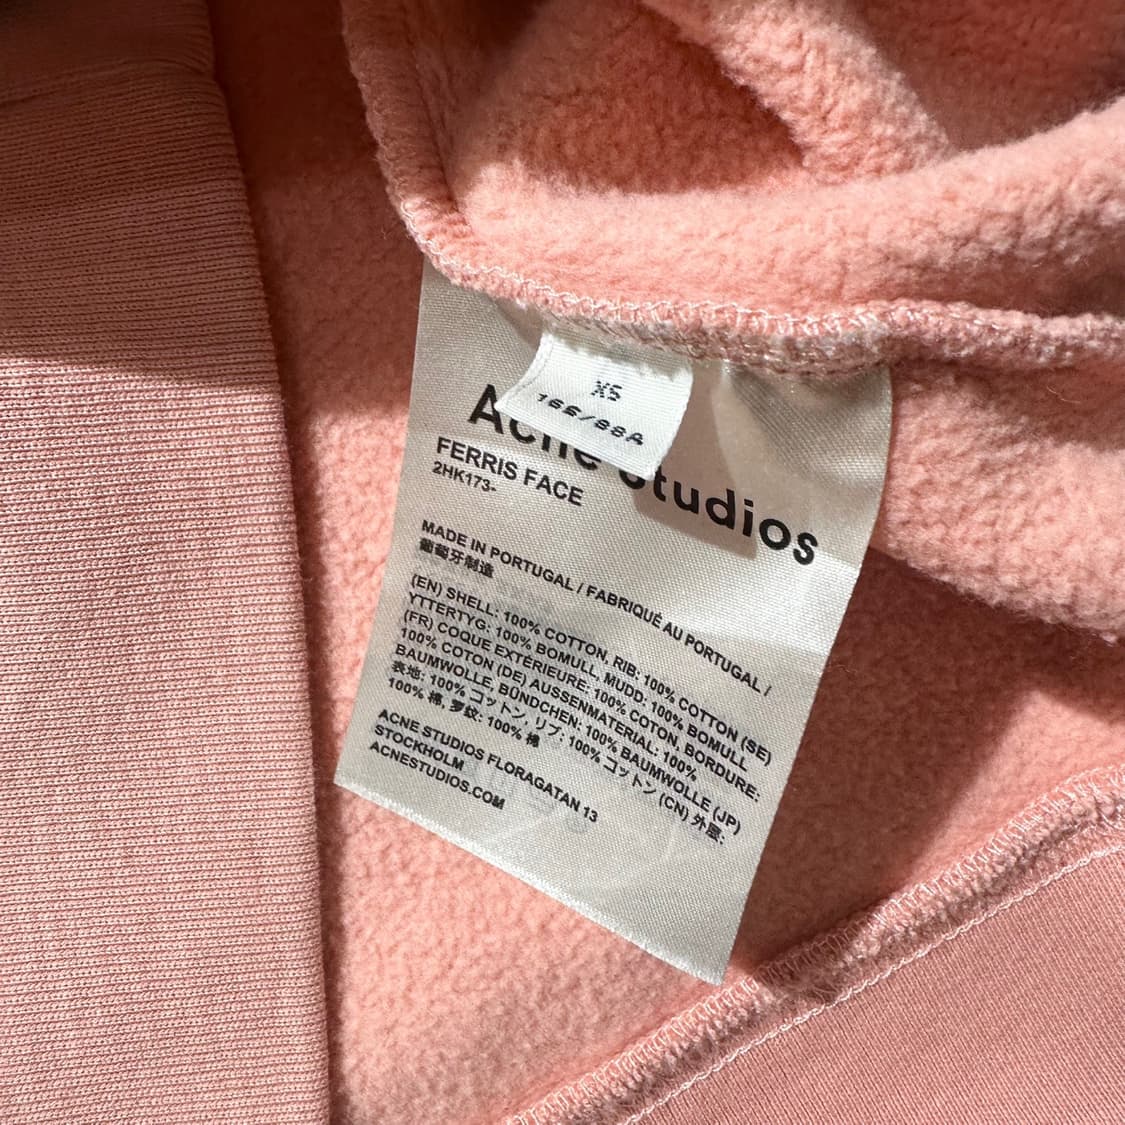 XS
165/88A
Acne Studios
FERRIS FACE
2HK173-
MADE IN PORTUGAL / FABRIQUÉ AU PORTUGAL /
葡萄牙制造
(EN) SHELL: 100% COTTON, RIB: 100% COTTON (SE)
YTTERTYG: 100% BOMULL, MUDD: 100% BOMULL
(FR) COQUE EXTÉRIEURE: 100% COTON, BORDURE:
100% COTON (DE) AUSSENMATERIAL: 100%
BAUMWOLLE, BÜNDCHEN: 100% BAUMWOLLE (JP)
表地: 100% コットン, リブ: 100% コットン (CN) 外层:
100% 棉, 罗纹: 100% 棉
ACNE STUDIOS FLORAGATAN 13
STOCKHOLM
ACNESTUDIOS.COM